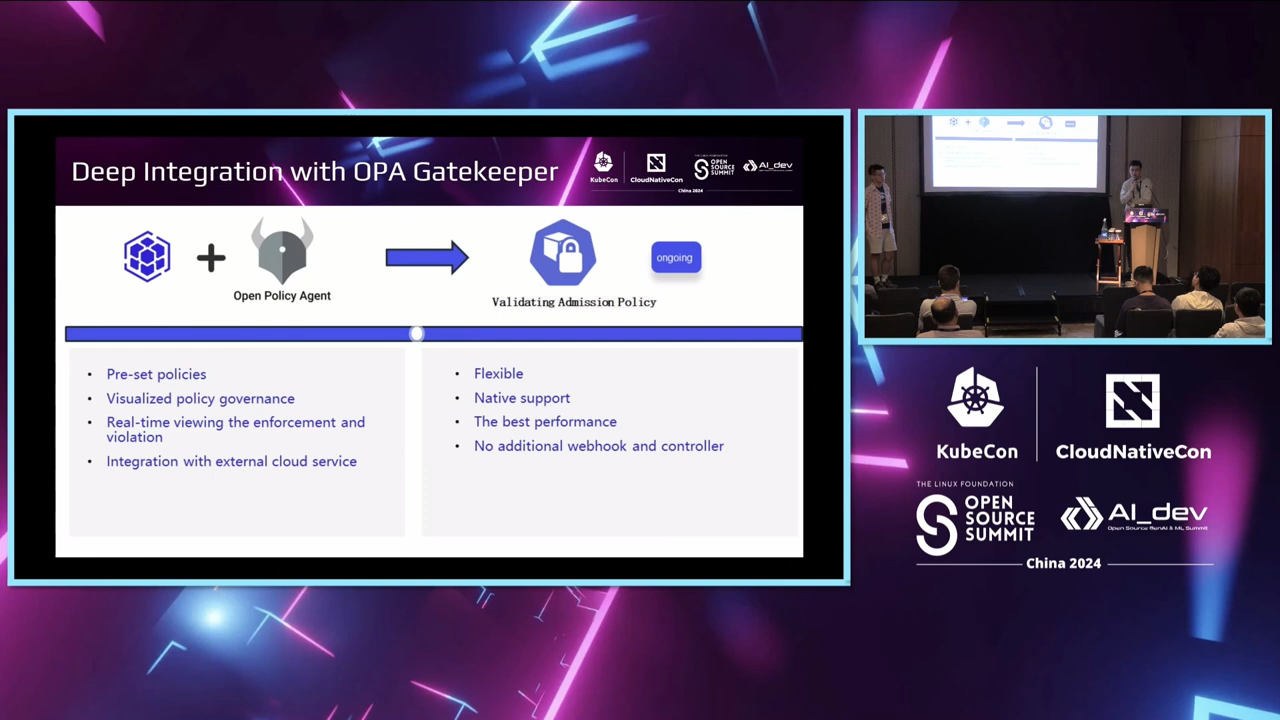 Deep Integration with OPA Gatekeeper
KubeCon
CloudNativeCon
THE LINUX FOUNDATION
OPEN
SOURCE
SUMMIT
AI_dev
China 2024
Open Policy Agent
Validating Admission Policy
ongoing
• Pre-set policies
• Visualized policy governance
• Real-time viewing the enforcement and
violation
• Integration with external cloud service
• Flexible
• Native support
• The best performance
• No additional webhook and controller
KubeCon
CloudNativeCon
THE LINUX FOUNDATION
OPEN
SOURCE
SUMMIT
AI_dev
Open Source GenAI & ML Summit
China 2024